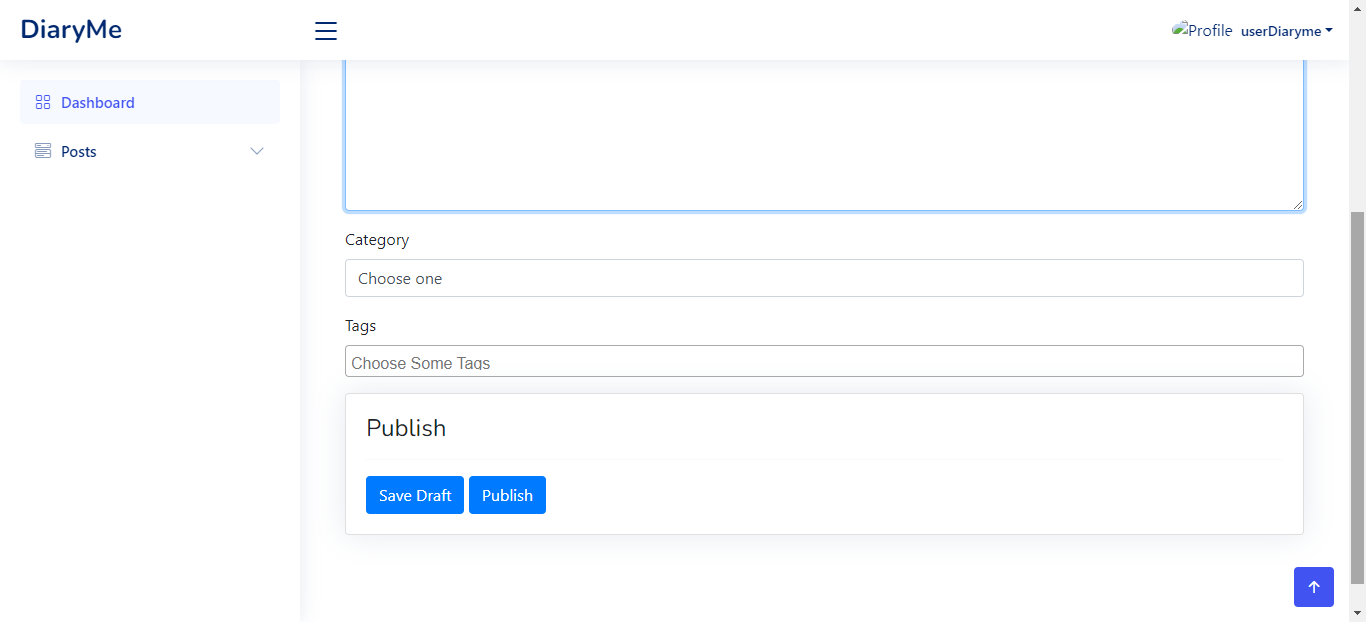 DiaryMe
Profile userDiaryme
Dashboard
Posts
Category
Choose one
Tags
Choose Some Tags
Publish
Save Draft Publish